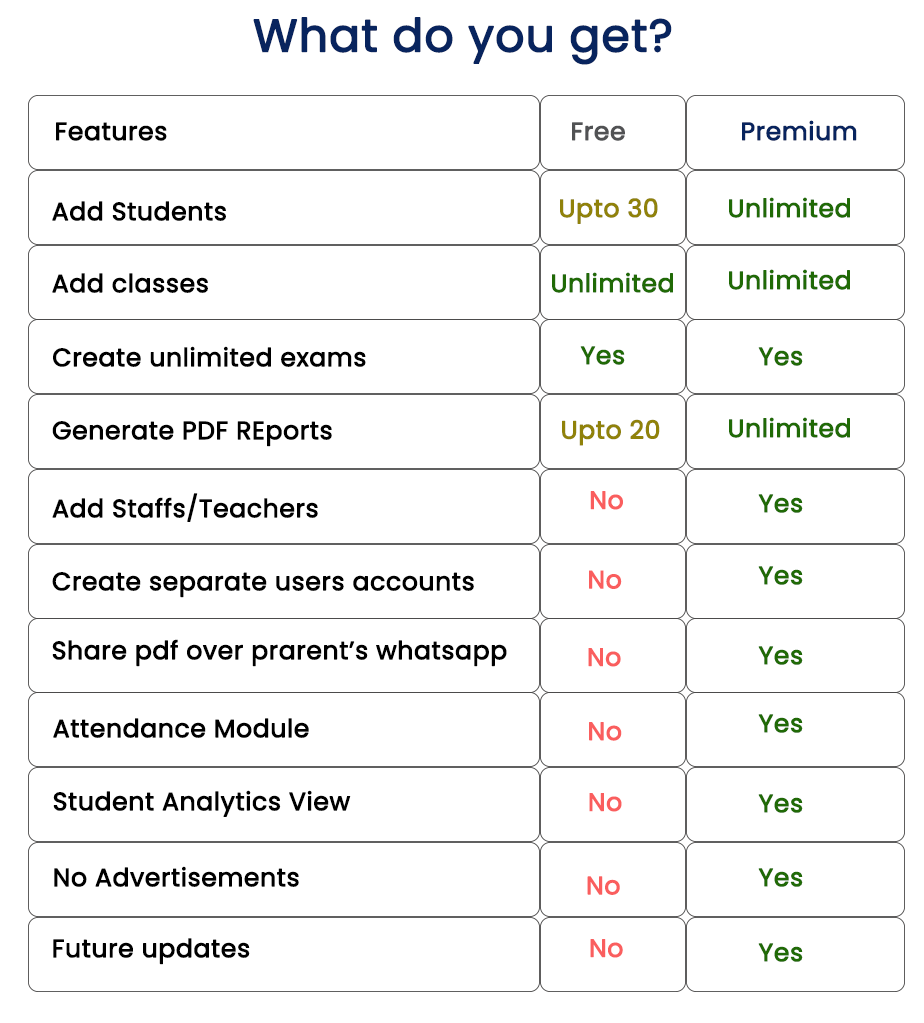 What do you get?
Features Free Premium
Add Students Upto 30 Unlimited
Add classes Unlimited Unlimited
Create unlimited exams Yes Yes
Generate PDF REports Upto 20 Unlimited
Add Staffs/Teachers No Yes
Create separate users accounts No Yes
Share pdf over prarent’s whatsapp No Yes
Attendance Module No Yes
Student Analytics View No Yes
No Advertisements No Yes
Future updates No Yes